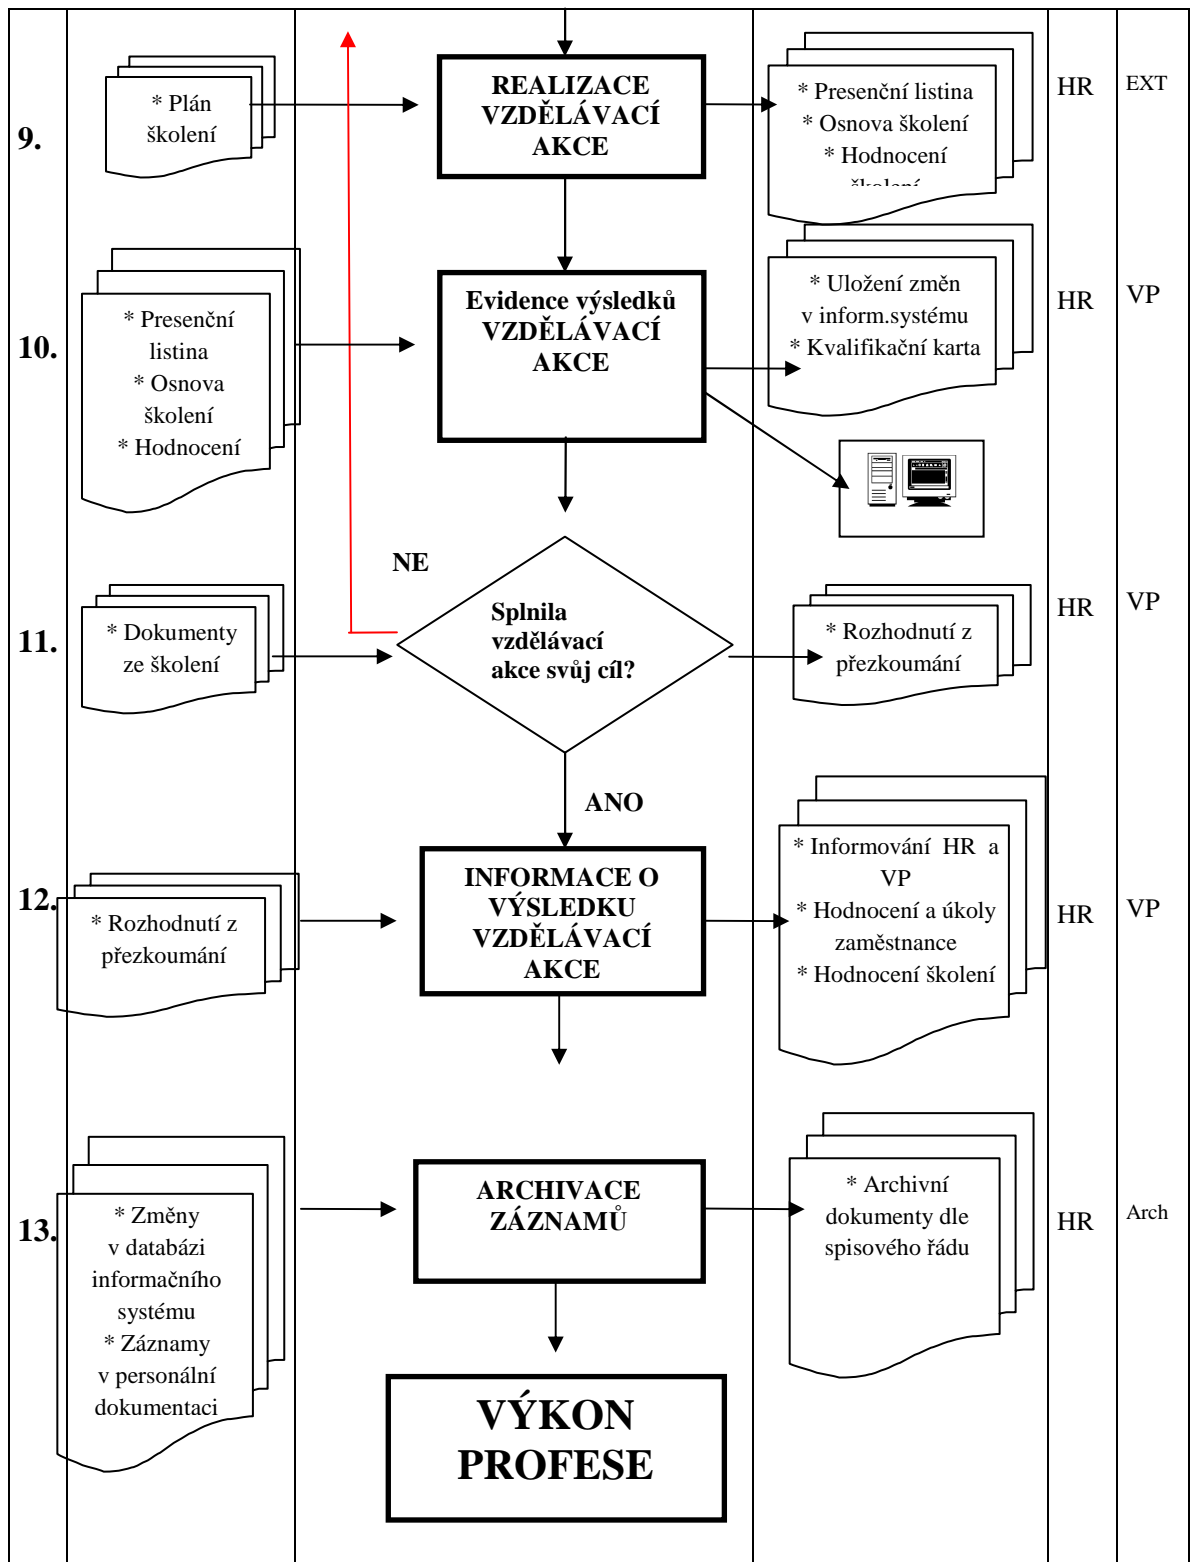 9.
* Plán
školení
REALIZACE
VZDĚLÁVACÍ
AKCE
* Presenční listina
* Osnova školení
* Hodnocení
školení
HR
EXT
10.
* Presenční
listina
* Osnova
školení
* Hodnocení
Evidence výsledků
VZDĚLÁVACÍ
AKCE
* Uložení změn
v inform.systému
* Kvalifikační karta
HR
VP
NE
11.
* Dokumenty
ze školení
Splnila
vzdělávací
akce svůj cíl?
* Rozhodnutí z
přezkoumání
HR
VP
ANO
12.
* Rozhodnutí z
přezkoumání
INFORMACE O
VÝSLEDKU
VZDĚLÁVACÍ
AKCE
* Informování HR a
VP
* Hodnocení a úkoly
zaměstnance
* Hodnocení školení
HR
VP
13.
* Změny
v databázi
informačního
systému
* Záznamy
v personální
dokumentaci
ARCHIVACE
ZÁZNAMŮ
* Archivní
dokumenty dle
spisového řádu
HR
Arch
VÝKON
PROFESE